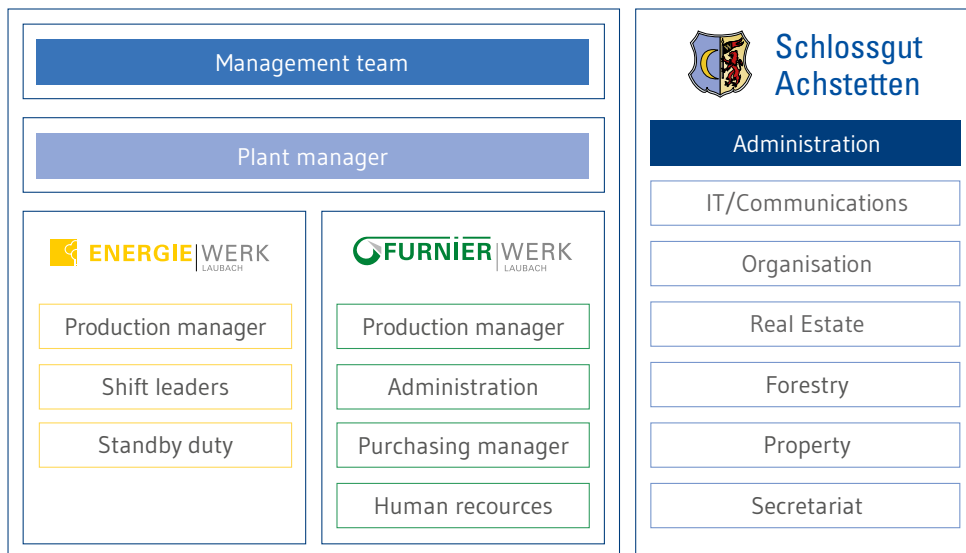 Management team
Plant manager
ENERGIE WERK
LAUBACH
Production manager
Shift leaders
Standby duty
FURNIER WERK
LAUBACH
Production manager
Administration
Purchasing manager
Human recources
Schlossgut
Achstetten
Administration
IT/Communications
Organisation
Real Estate
Forestry
Property
Secretariat